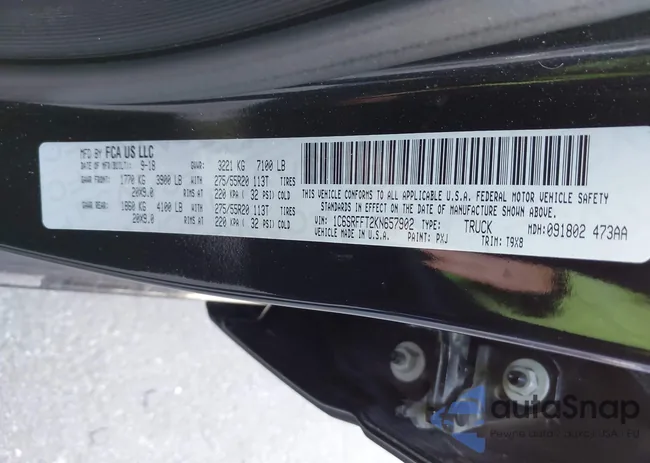 MFD BY FCA US LLC
DATE OF MFR/BUILT: 9-18 GVWR: 3221 KG 7100 LB
GAWR FRONT: 1770 KG 3900 LB WITH 275/55R20 113T TIRES
20X9.0 RIMS AT 220 KPA ( 32 PSI) COLD
GAWR REAR: 1860 KG 4100 LB WITH 275/55R20 113T TIRES
20X9.0 RIMS AT 220 KPA ( 32 PSI) COLD
THIS VEHICLE CONFORMS TO ALL APPLICABLE U.S.A. FEDERAL MOTOR VEHICLE SAFETY
STANDARDS IN EFFECT ON THE DATE OF MANUFACTURE SHOWN ABOVE.
VIN: 1C6SRFFT2KN657902 TYPE: TRUCK MDH: 091802 473AA
VEHICLE MADE IN U.S.A. PAINT: PXJ TRIM: T9X8
autoSnap